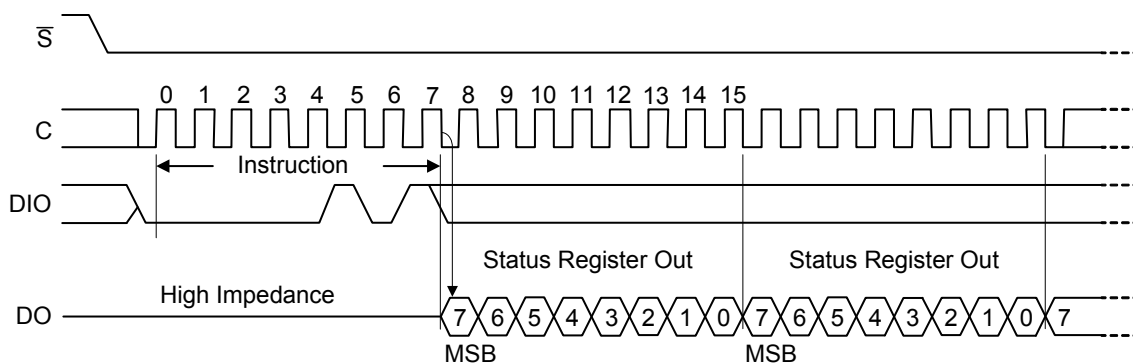 S̅
0 1 2 3 4 5 6 7 8 9 10 11 12 13 14 15
C
Instruction
DIO
Status Register Out Status Register Out
High Impedance
DO 7 6 5 4 3 2 1 0 7 6 5 4 3 2 1 0 7
MSB MSB